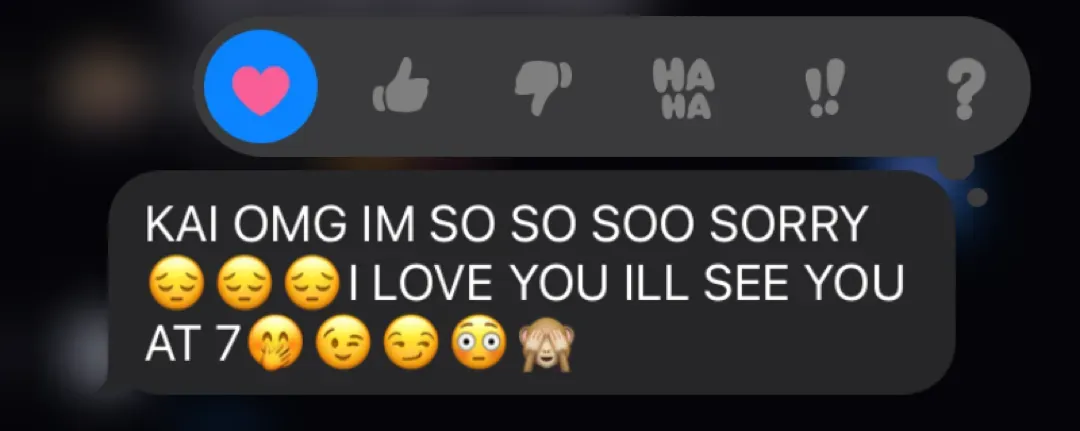 HA HA
!!
?
KAI OMG IM SO SO SOO SORRY
😔😔😔I LOVE YOU ILL SEE YOU
AT 7🤭😉😏😳🙈